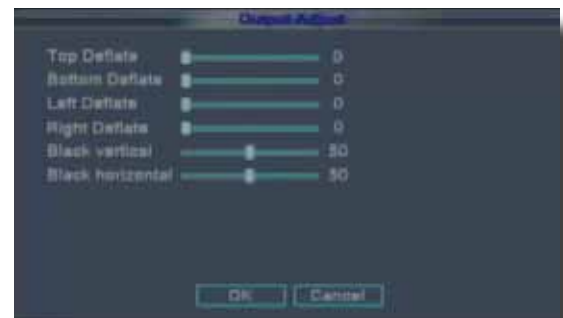 Output Adjust
Top Deflate 0
Bottom Deflate 0
Left Deflate 0
Right Deflate 0
Black vertical 50
Black horizontal 50
OK Cancel